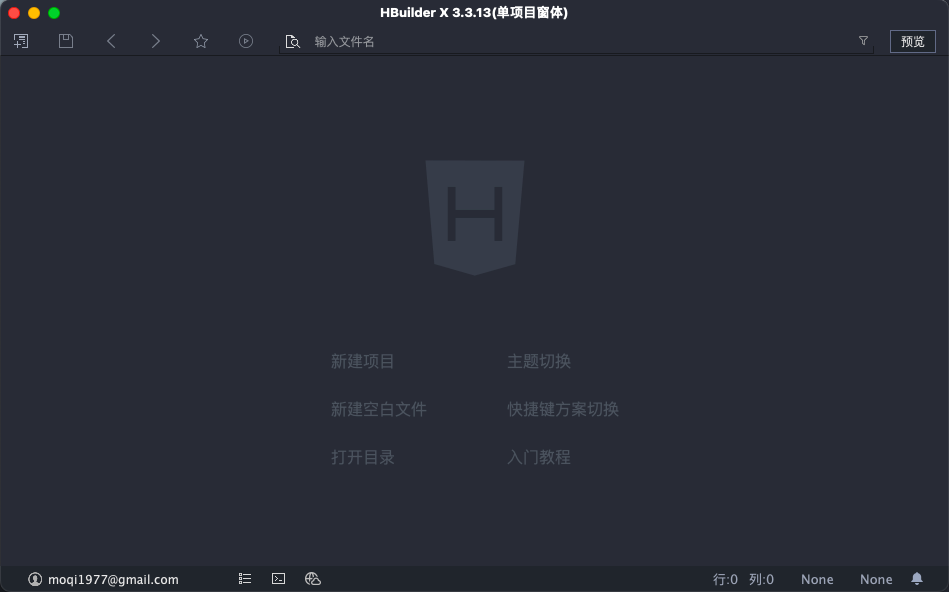 HBuilder X 3.3.13(单项目窗体)
输入文件名
预览
H
新建项目 主题切换
新建空白文件 快捷键方案切换
打开目录 入门教程
moqi1977@gmail.com 行:0 列:0 None None